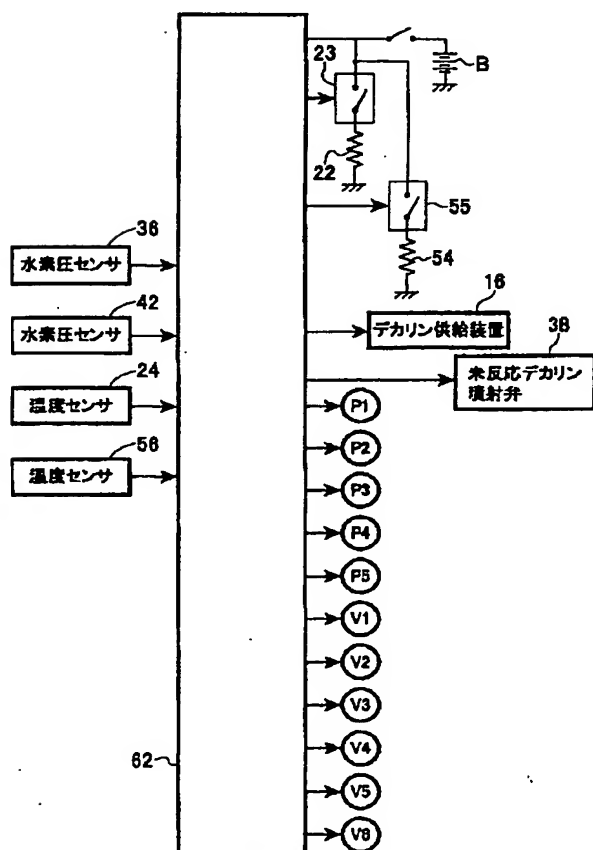 23
B
22
55
54
36
水素圧センサ
42
水素圧センサ
24
温度センサ
56
温度センサ
16
デカリン供給装置
38
未反応デカリン
噴射弁
P1
P2
P3
P4
P5
V1
V2
V3
V4
V5
V6
62